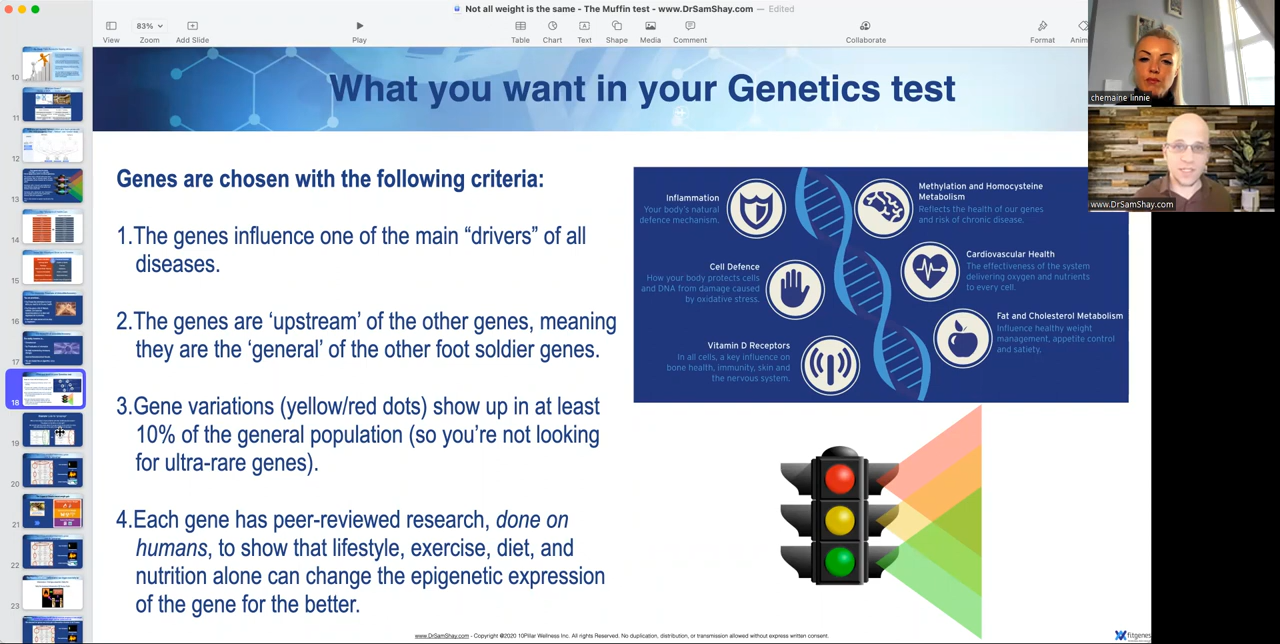 Not all weight is the same - The Muffin test - www.DrSamShay.com — Edited
83%
View
Zoom
Add Slide
Play
Table
Chart
Text
Shape
Media
Comment
Collaborate
Format
Anim
chemaine linnie
www.DrSamShay.com
10
11
12
13
14
15
16
17
18
19
20
21
22
23
What you want in your Genetics test
Genes are chosen with the following criteria:
1.The genes influence one of the main “drivers” of all
diseases.
2.The genes are ‘upstream’ of the other genes, meaning
they are the ‘general’ of the other foot soldier genes.
3.Gene variations (yellow/red dots) show up in at least
10% of the general population (so you’re not looking
for ultra-rare genes).
4.Each gene has peer-reviewed research, done on
humans, to show that lifestyle, exercise, diet, and
nutrition alone can change the epigenetic expression
of the gene for the better.
Inflammation
Your body's natural
defence mechanism.
Methylation and Homocysteine
Metabolism
Reflects the health of our genes
and risk of chronic disease.
Cell Defence
How your body protects cells
and DNA from damage caused
by oxidative stress.
Cardiovascular Health
The effectiveness of the system
delivering oxygen and nutrients
to every cell.
Vitamin D Receptors
In all cells, a key influence on
bone health, immunity, skin and
the nervous system.
Fat and Cholesterol Metabolism
Influence healthy weight
management, appetite control
and satiety.
www.DrSamShay.com - Copyright @2020 10Pillar Wellness Inc. All rights Reserved. No duplication, distribution, or transmission allowed without express written consent.
fitgenes